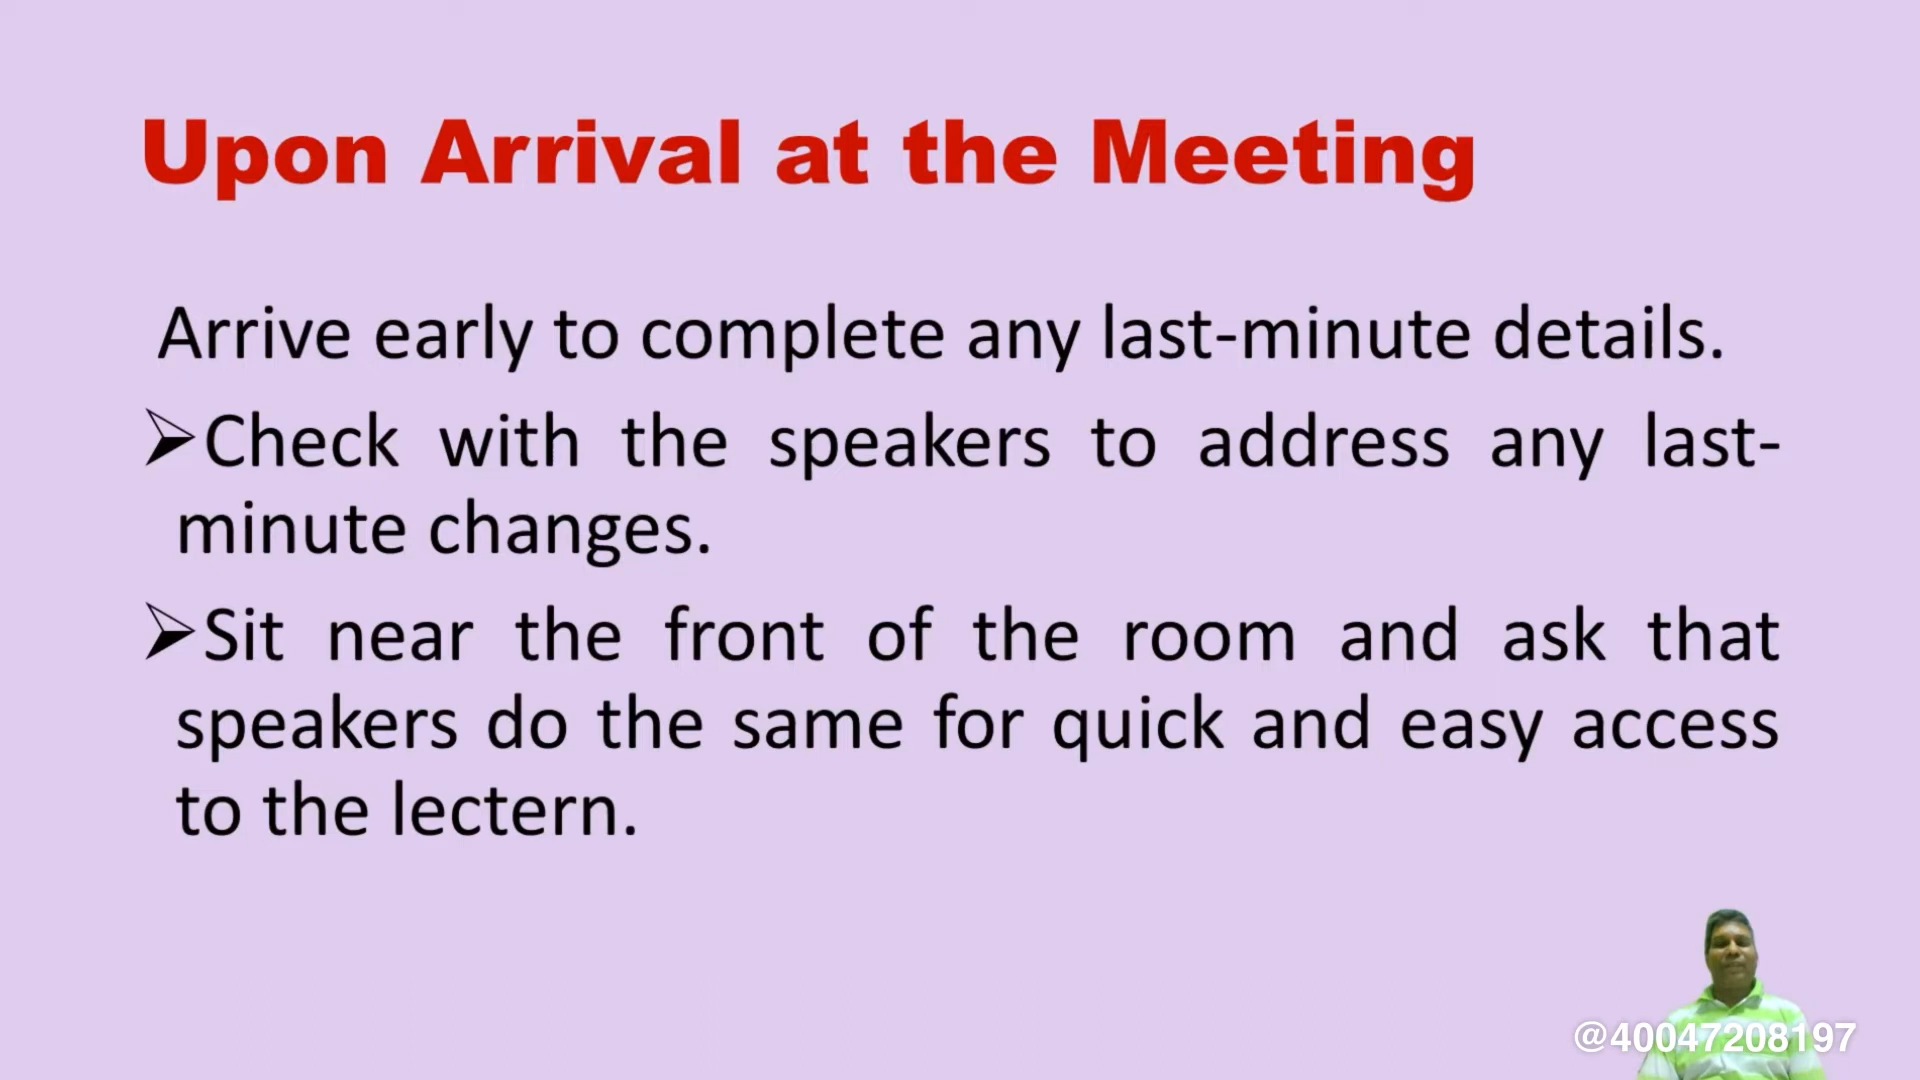 Upon Arrival at the Meeting
Arrive early to complete any last-minute details.
➢Check with the speakers to address any last-
minute changes.
➢Sit near the front of the room and ask that
speakers do the same for quick and easy access
to the lectern.
@40047208197